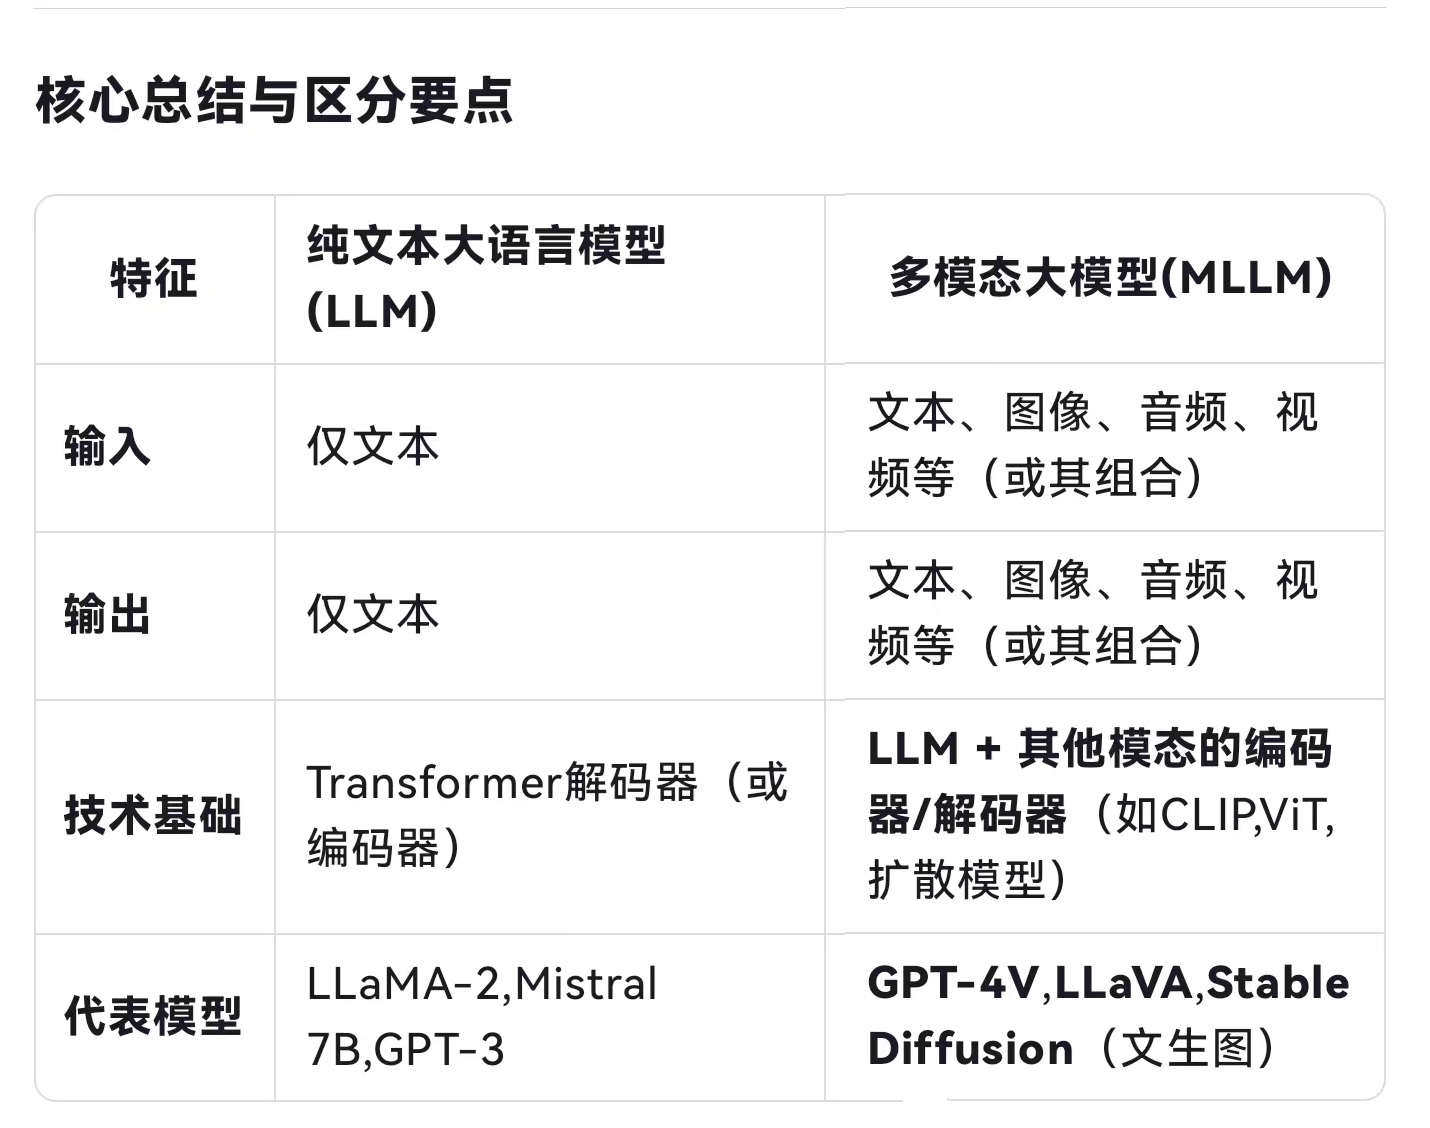 核心总结与区分要点
特征
纯文本大语言模型
(LLM)
多模态大模型(MLLM)
输入
仅文本
文本、图像、音频、视
频等（或其组合）
输出
仅文本
文本、图像、音频、视
频等（或其组合）
技术基础
Transformer解码器（或
编码器）
LLM + 其他模态的编码
器/解码器（如CLIP,ViT,
扩散模型）
代表模型
LLaMA-2,Mistral
7B,GPT-3
GPT-4V,LLaVA,Stable
Diffusion（文生图）